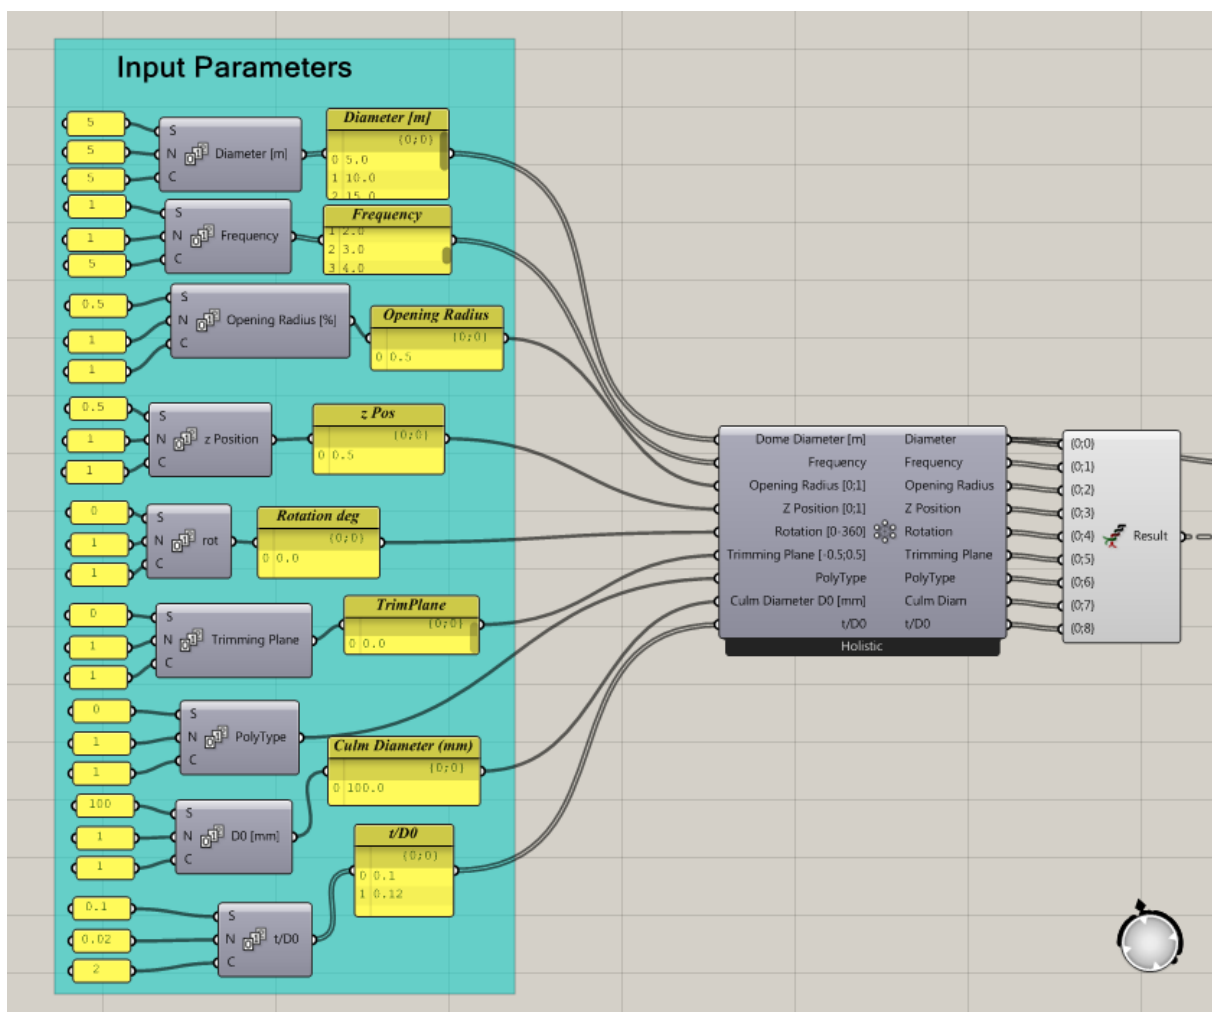 Input Parameters
5
5
5
S
N
C
Diameter [m]
Diameter [m]
{0;0}
0 5.0
1 10.0
2 15.0
1
1
5
S
N
C
Frequency
Frequency
1 2.0
2 3.0
3 4.0
0.5
1
1
S
N
C
Opening Radius [%]
Opening Radius
{0;0}
0 0.5
0.5
1
1
S
N
C
z Position
z Pos
{0;0}
0 0.5
0
1
1
S
N
C
rot
Rotation deg
{0;0}
0 0.0
0
1
1
S
N
C
Trimming Plane
TrimPlane
{0;0}
0 0.0
0
1
1
S
N
C
PolyType
100
1
1
S
N
C
D0 [mm]
Culm Diameter (mm)
{0;0}
0 100.0
0.1
0.02
2
S
N
C
t/D0
t/D0
{0;0}
0 0.1
1 0.12
Dome Diameter [m] Diameter
Frequency Frequency
Opening Radius [0;1] Opening Radius
Z Position [0;1] Z Position
Rotation [0-360] Rotation
Trimming Plane [-0.5;0.5] Trimming Plane
PolyType PolyType
Culm Diameter D0 [mm] Culm Diam
t/D0 t/D0
Holistic
{0;0}
{0;1}
{0;2}
{0;3}
{0;4}
{0;5}
{0;6}
{0;7}
{0;8}
Result